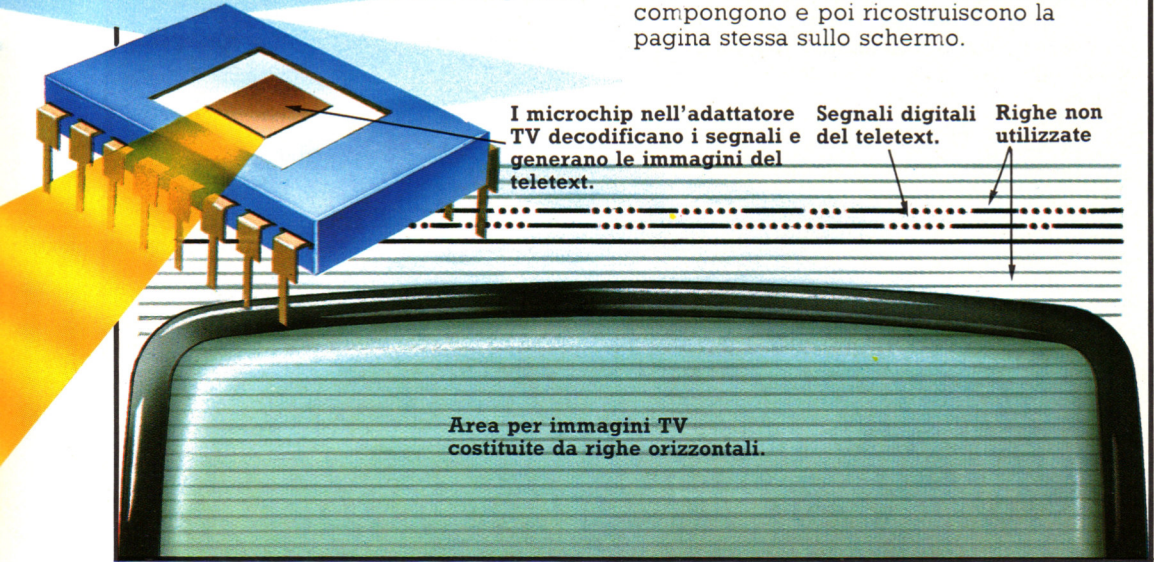 compongono e poi ricostruiscono la
pagina stessa sullo schermo.
I microchip nell'adattatore
TV decodificano i segnali e
generano le immagini del
teletext.
Segnali digitali
del teletext.
Righe non
utilizzate
Area per immagini TV
costituite da righe orizzontali.